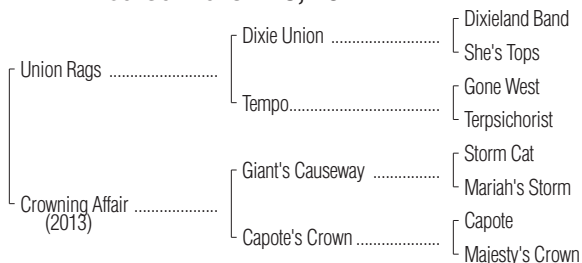 Dixieland Band
Dixie Union
She's Tops
Union Rags
Gone West
Tempo
Terpsichorist
Storm Cat
Giant's Causeway
Mariah's Storm
Crowning Affair
(2013)
Capote
Capote's Crown
Majesty's Crown